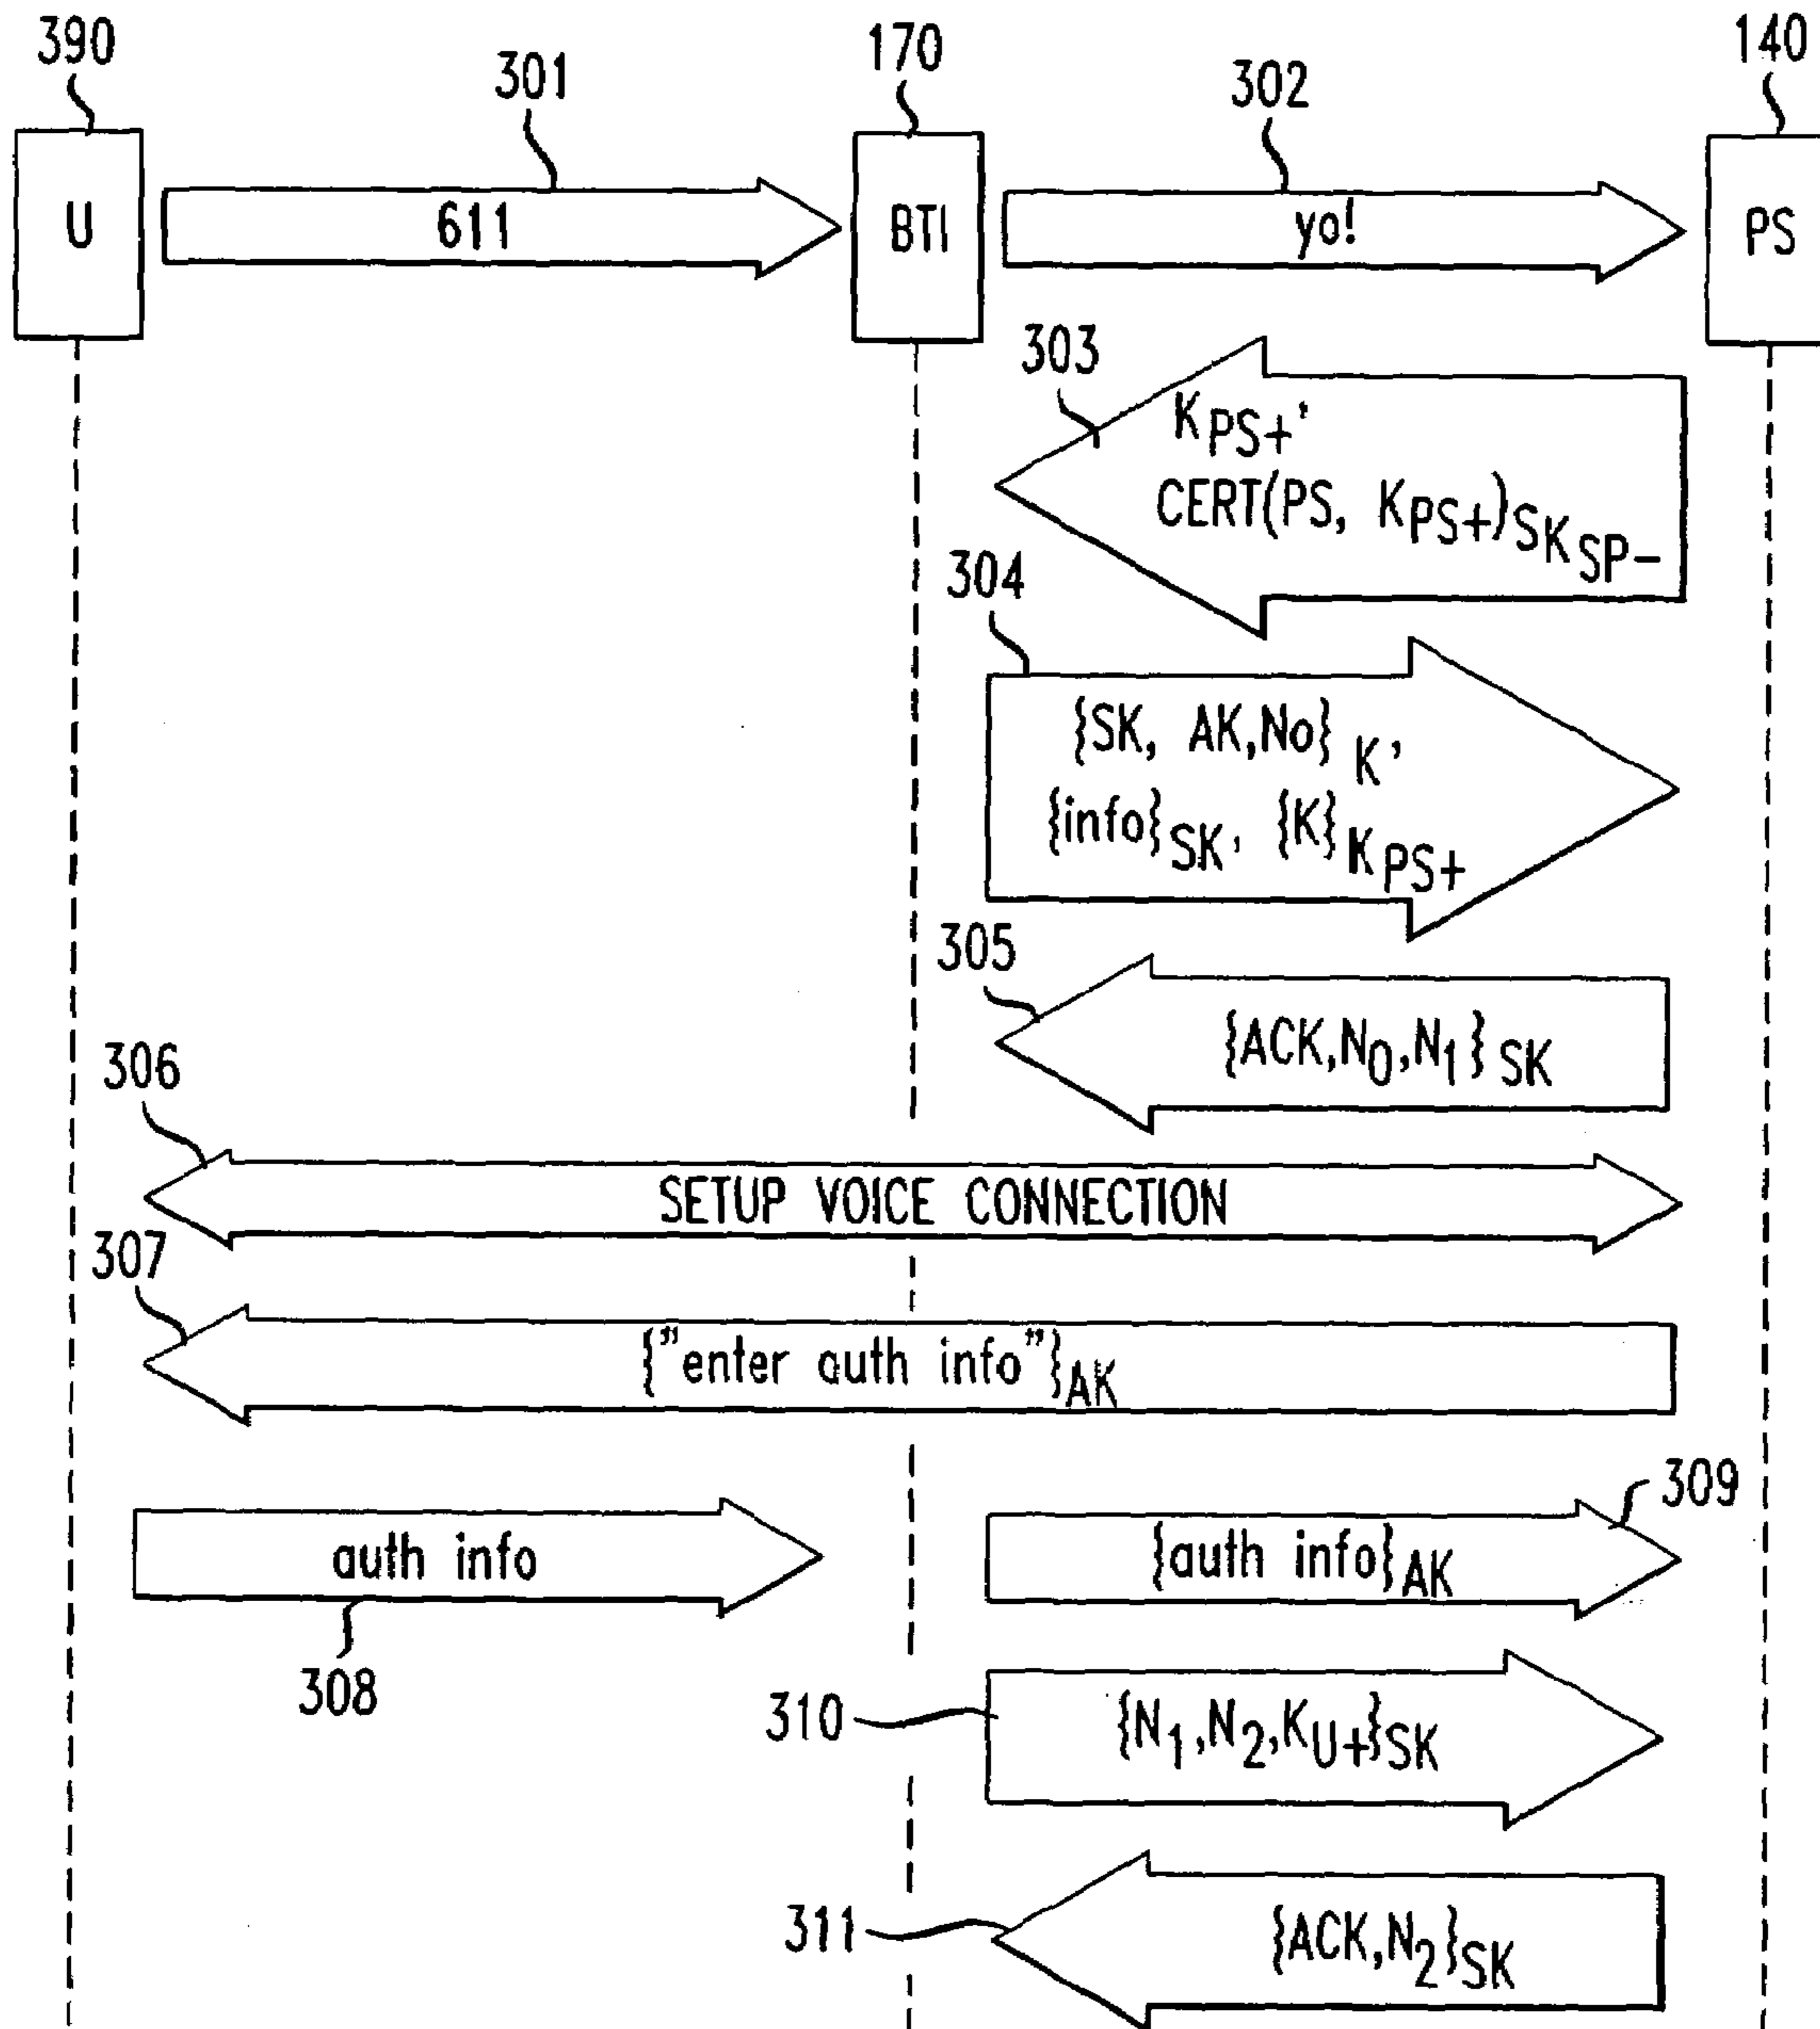 390
301
170
302
140
U
611
BTI
yo!
PS
303
KPS+,
CERT(PS, KPS+)SKSP-
304
{SK, AK,No}K,
{info}SK, {K}KPS+
305
{ACK,N0,N1}SK
306
SETUP VOICE CONNECTION
307
{"enter auth info"}AK
309
auth info
{auth info}AK
308
310
{N1,N2,KU+}SK
311
{ACK,N2}SK